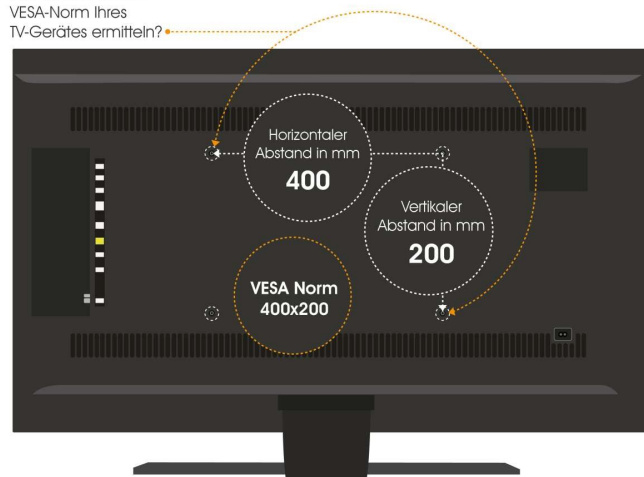 VESA-Norm Ihres
TV-Gerätes ermitteln?
Horizontaler
Abstand in mm
400
Vertikaler
Abstand in mm
200
VESA Norm
400x200